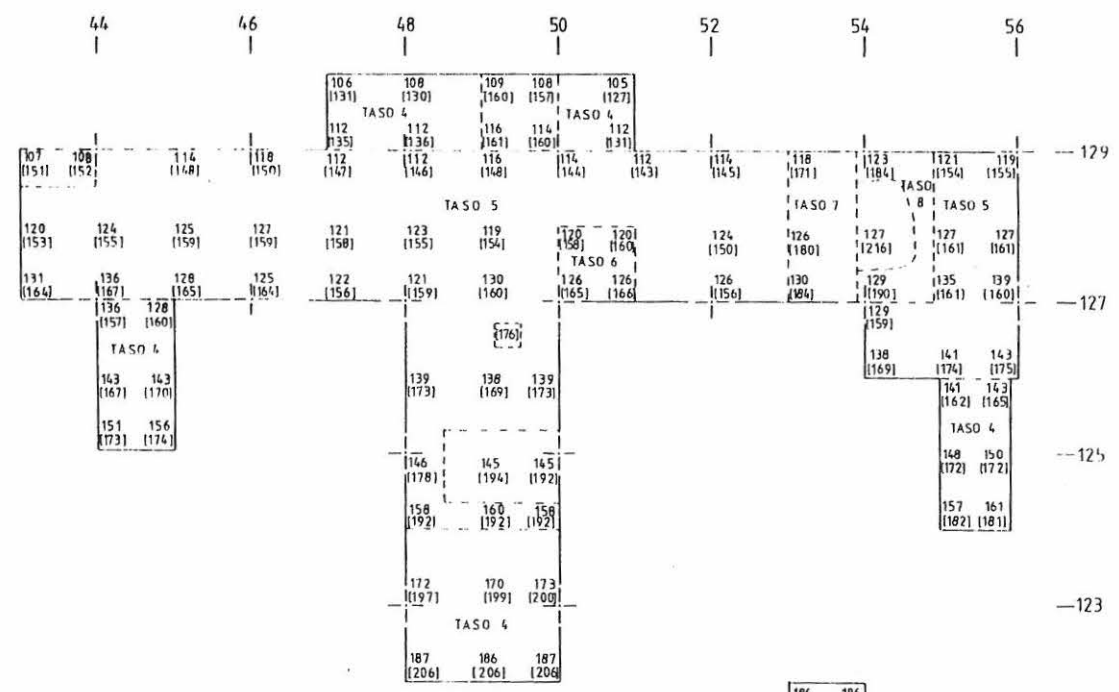 44 48 50 52 54 56
46
106 108 109 108 105
[131] [130] [160] [157] [127]
TASO 4 TASO 4
112 112 116 114 112
[135] [136] [161] [160] [131]
129
107 108 114 118 112 112 116 114 112 114 118 123 121 119
[151] [152] [148] [150] [147] [146] [148] [144] [143] [145] [171] [184] [154] [155]
TASO 8
TASO 5 TASO 7 TASO 5
120 124 125 127 121 123 119 120 120 124 126 127 127 127
[153] [155] [159] [159] [158] [155] [154] [158] [160] [150] [180] [216] [161] [161]
TASO 6
131 136 128 125 122 121 130 126 126 126 130 129 135 139
[164] [167] [165] [164] [156] [159] [160] [165] [166] [156] [184] [190] [161] [160]
127
136 128 129
[157] [160] [159]
[176]
TASO 4
138 141 143
[169] [174] [175]
143 143 139 138 139 141 143
[167] [170] [173] [169] [173] [162] [165]
151 156 TASO 4
[173] [174]
125
146 145 145 148 150
[178] [194] [192] [172] [172]
158 160 158 157 161
[192] [192] [192] [182] [181]
172 170 173
[197] [199] [200]
123
TASO 4
187 186 187
[206] [206] [206]